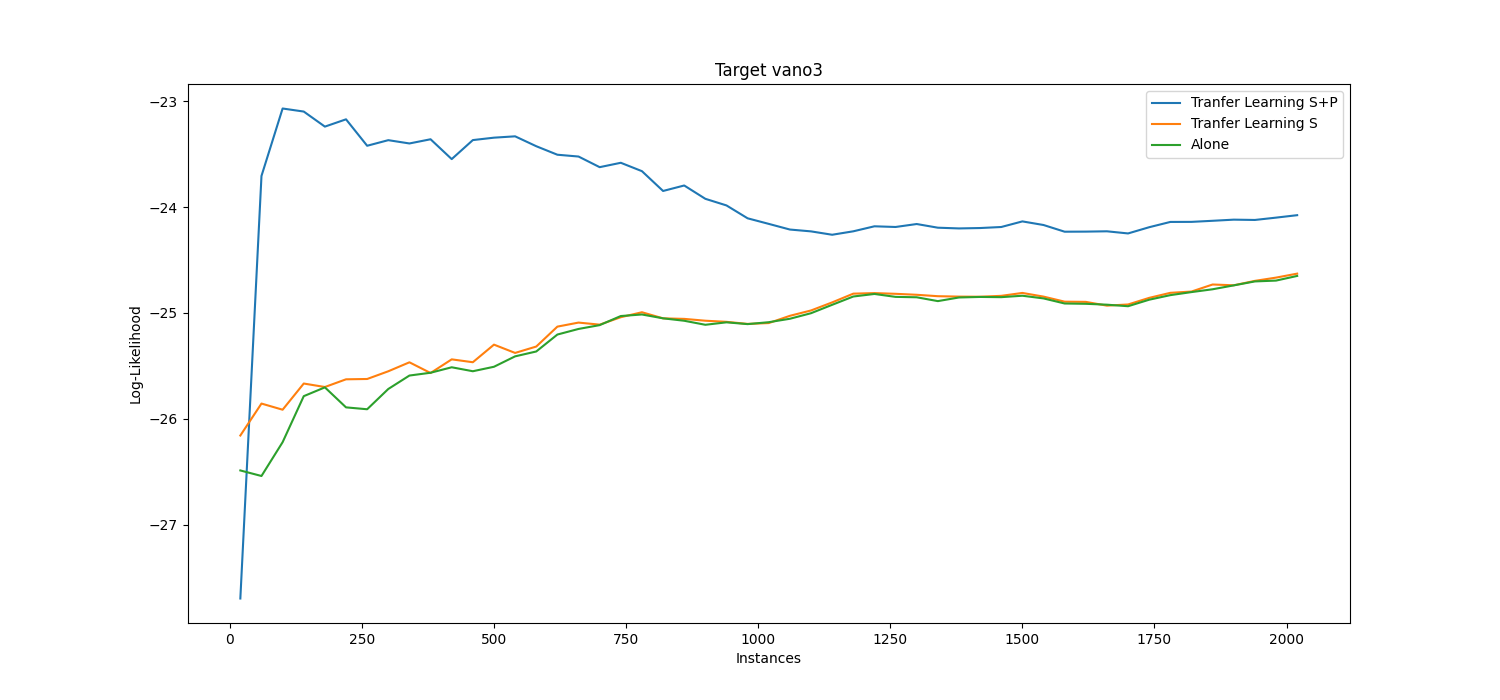 Target vano3
Tranfer Learning S+P
Tranfer Learning S
Alone
Log-Likelihood
−23
−24
−25
−26
−27
0 250 500 750 1000 1250 1500 1750 2000
Instances